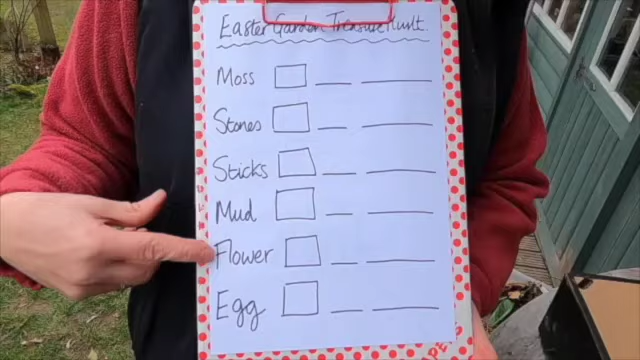 Easter Garden Treasure Hunt
Moss
Stones
Sticks
Mud
Flower
Egg